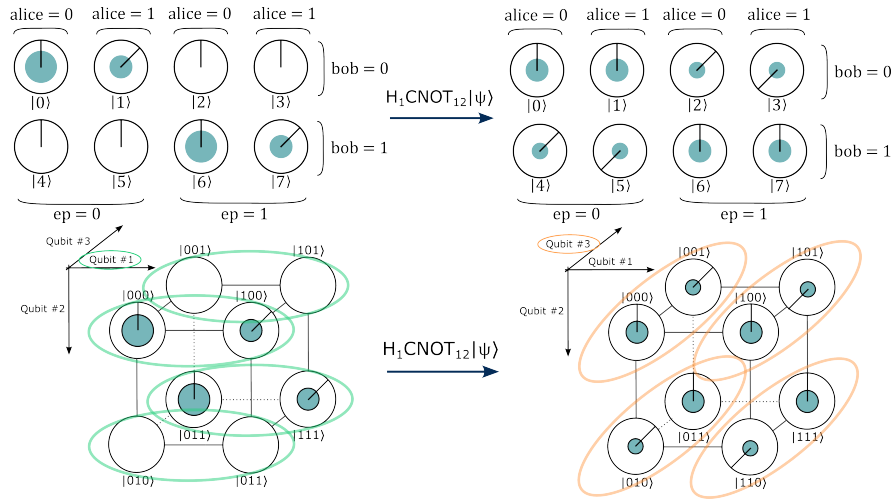 alice = 0 alice = 1 alice = 0 alice = 1
bob = 0
|0⟩ |1⟩ |2⟩ |3⟩
bob = 1
|4⟩ |5⟩ |6⟩ |7⟩
ep = 0 ep = 1
H₁CNOT₁₂|ψ⟩
alice = 0 alice = 1 alice = 0 alice = 1
bob = 0
|0⟩ |1⟩ |2⟩ |3⟩
bob = 1
|4⟩ |5⟩ |6⟩ |7⟩
ep = 0 ep = 1
Qubit #3
Qubit #1
Qubit #2
|001⟩ |101⟩
|000⟩ |100⟩
|011⟩ |111⟩
|010⟩ |011⟩
H₁CNOT₁₂|ψ⟩
Qubit #3
Qubit #1
Qubit #2
|001⟩ |101⟩
|000⟩ |100⟩
|011⟩ |111⟩
|010⟩ |110⟩